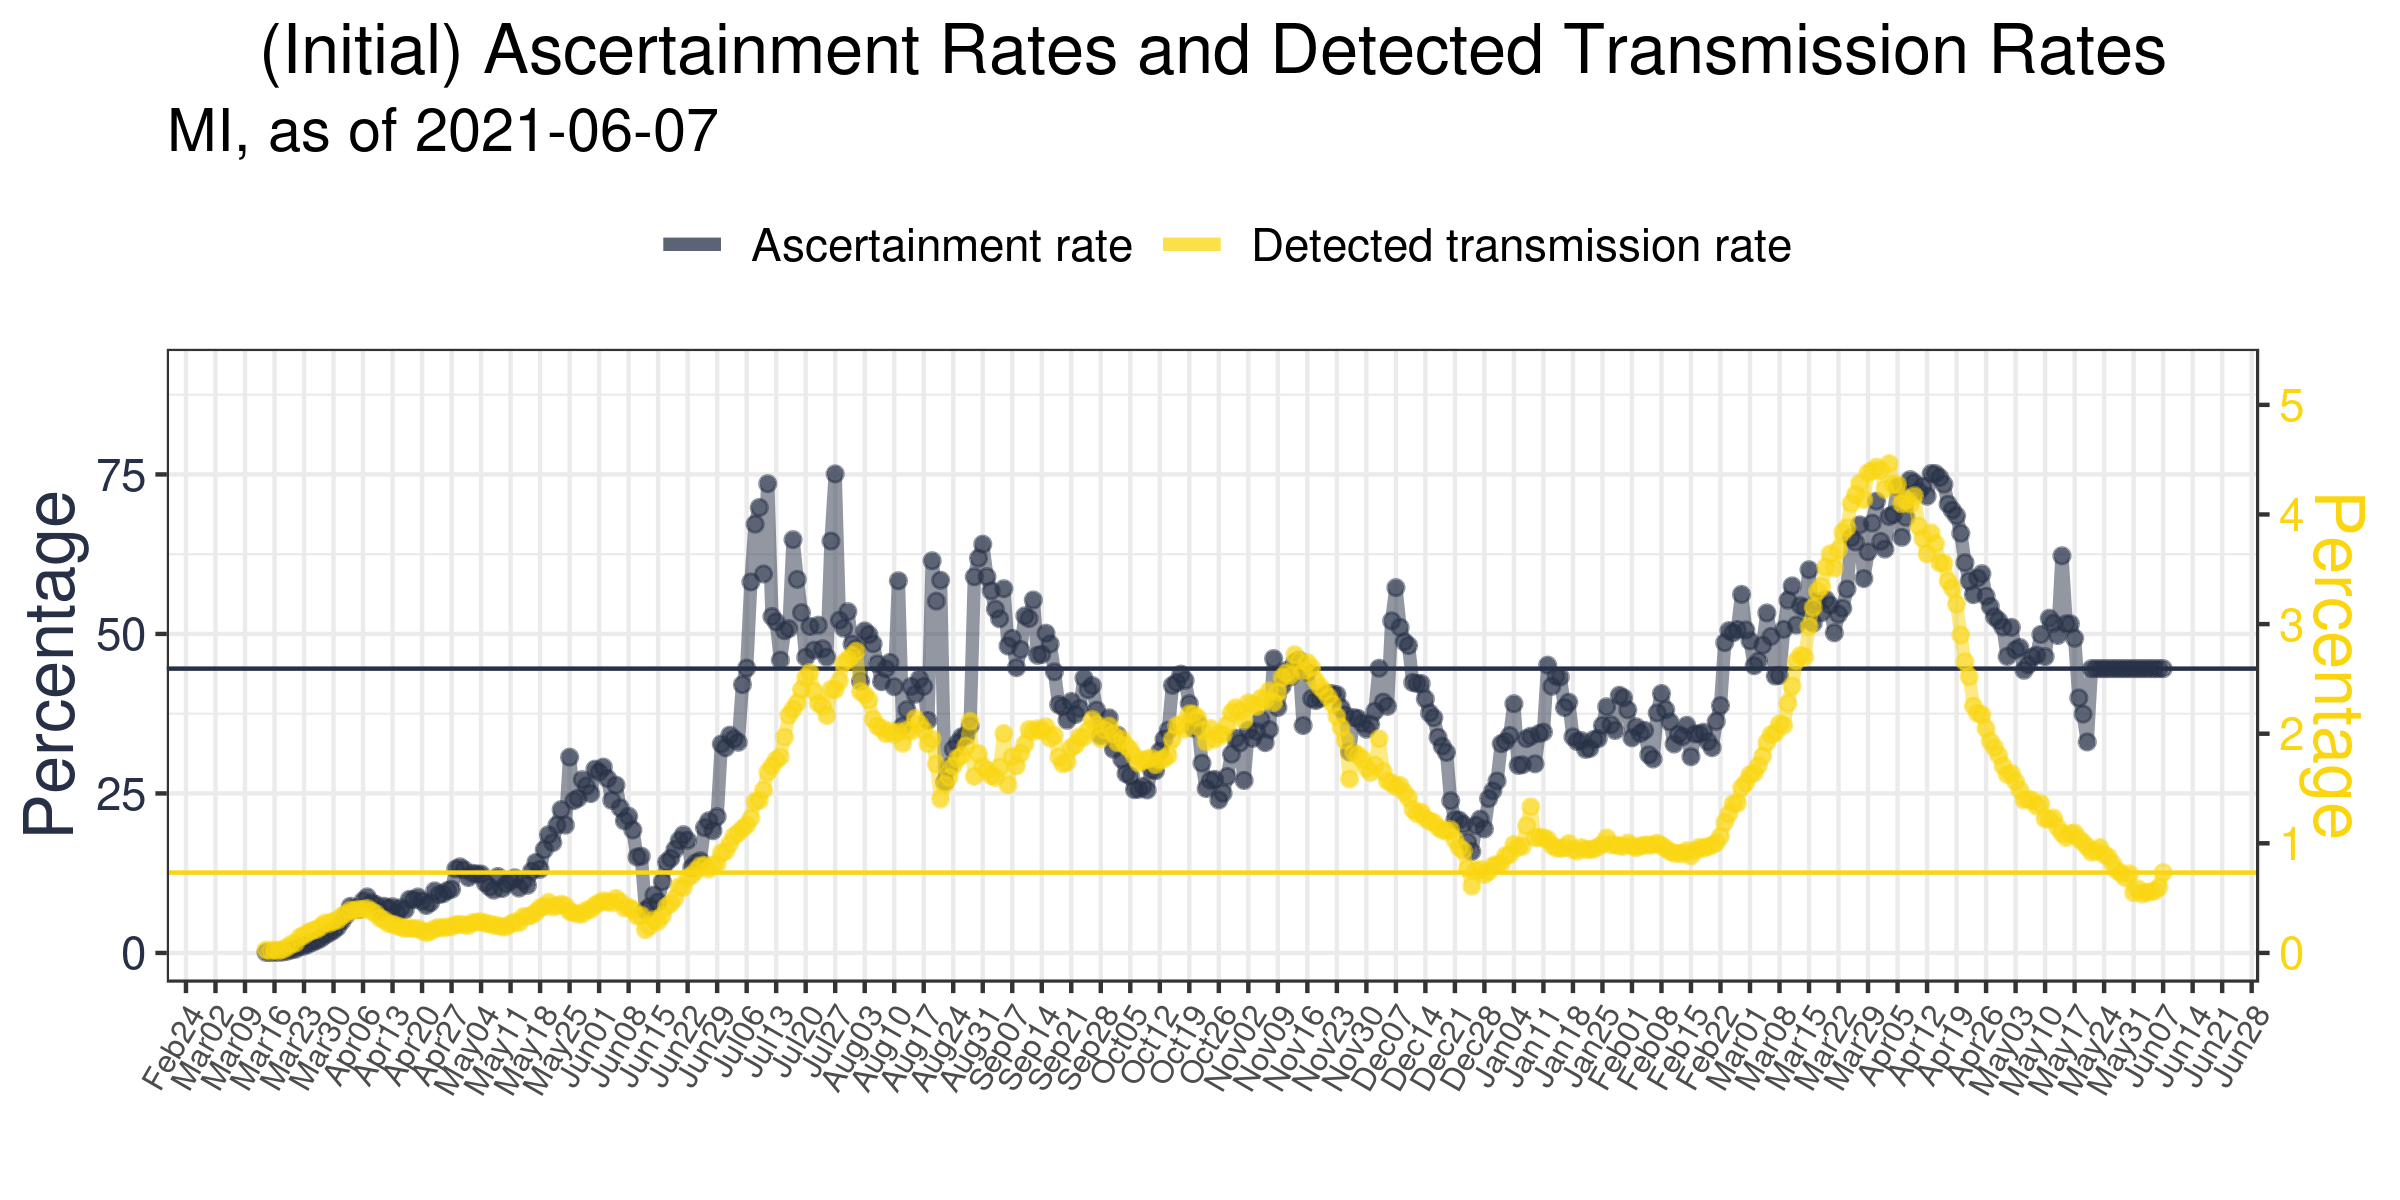 (Initial) Ascertainment Rates and Detected Transmission Rates
MI, as of 2021-06-07
Ascertainment rate
Detected transmission rate
Percentage
75
50
25
0
5
4
3
2
1
0
Percentage
Feb24
Mar02
Mar09
Mar16
Mar23
Mar30
Apr06
Apr13
Apr20
Apr27
May04
May11
May18
May25
Jun01
Jun08
Jun15
Jun22
Jun29
Jul06
Jul13
Jul20
Jul27
Aug03
Aug10
Aug17
Aug24
Aug31
Sep07
Sep14
Sep21
Sep28
Oct05
Oct12
Oct19
Oct26
Nov02
Nov09
Nov16
Nov23
Nov30
Dec07
Dec14
Dec21
Dec28
Jan04
Jan11
Jan18
Jan25
Feb01
Feb08
Feb15
Feb22
Mar01
Mar08
Mar15
Mar22
Mar29
Apr05
Apr12
Apr19
Apr26
May03
May10
May17
May24
May31
Jun07
Jun14
Jun21
Jun28